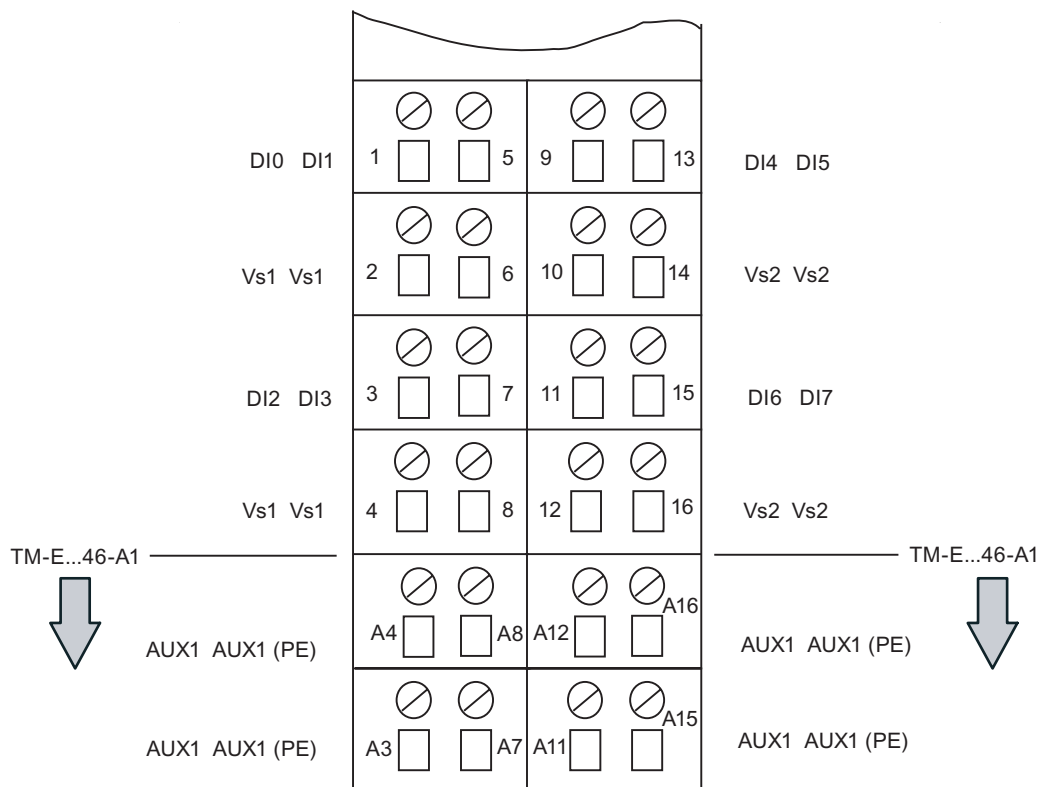 DI0 DI1 1 5 9 13 DI4 DI5
Vs1 Vs1 2 6 10 14 Vs2 Vs2
DI2 DI3 3 7 11 15 DI6 DI7
Vs1 Vs1 4 8 12 16 Vs2 Vs2
TM-E...46-A1 TM-E...46-A1
AUX1 AUX1 (PE) A4 A8 A12 A16 AUX1 AUX1 (PE)
AUX1 AUX1 (PE) A3 A7 A11 A15 AUX1 AUX1 (PE)